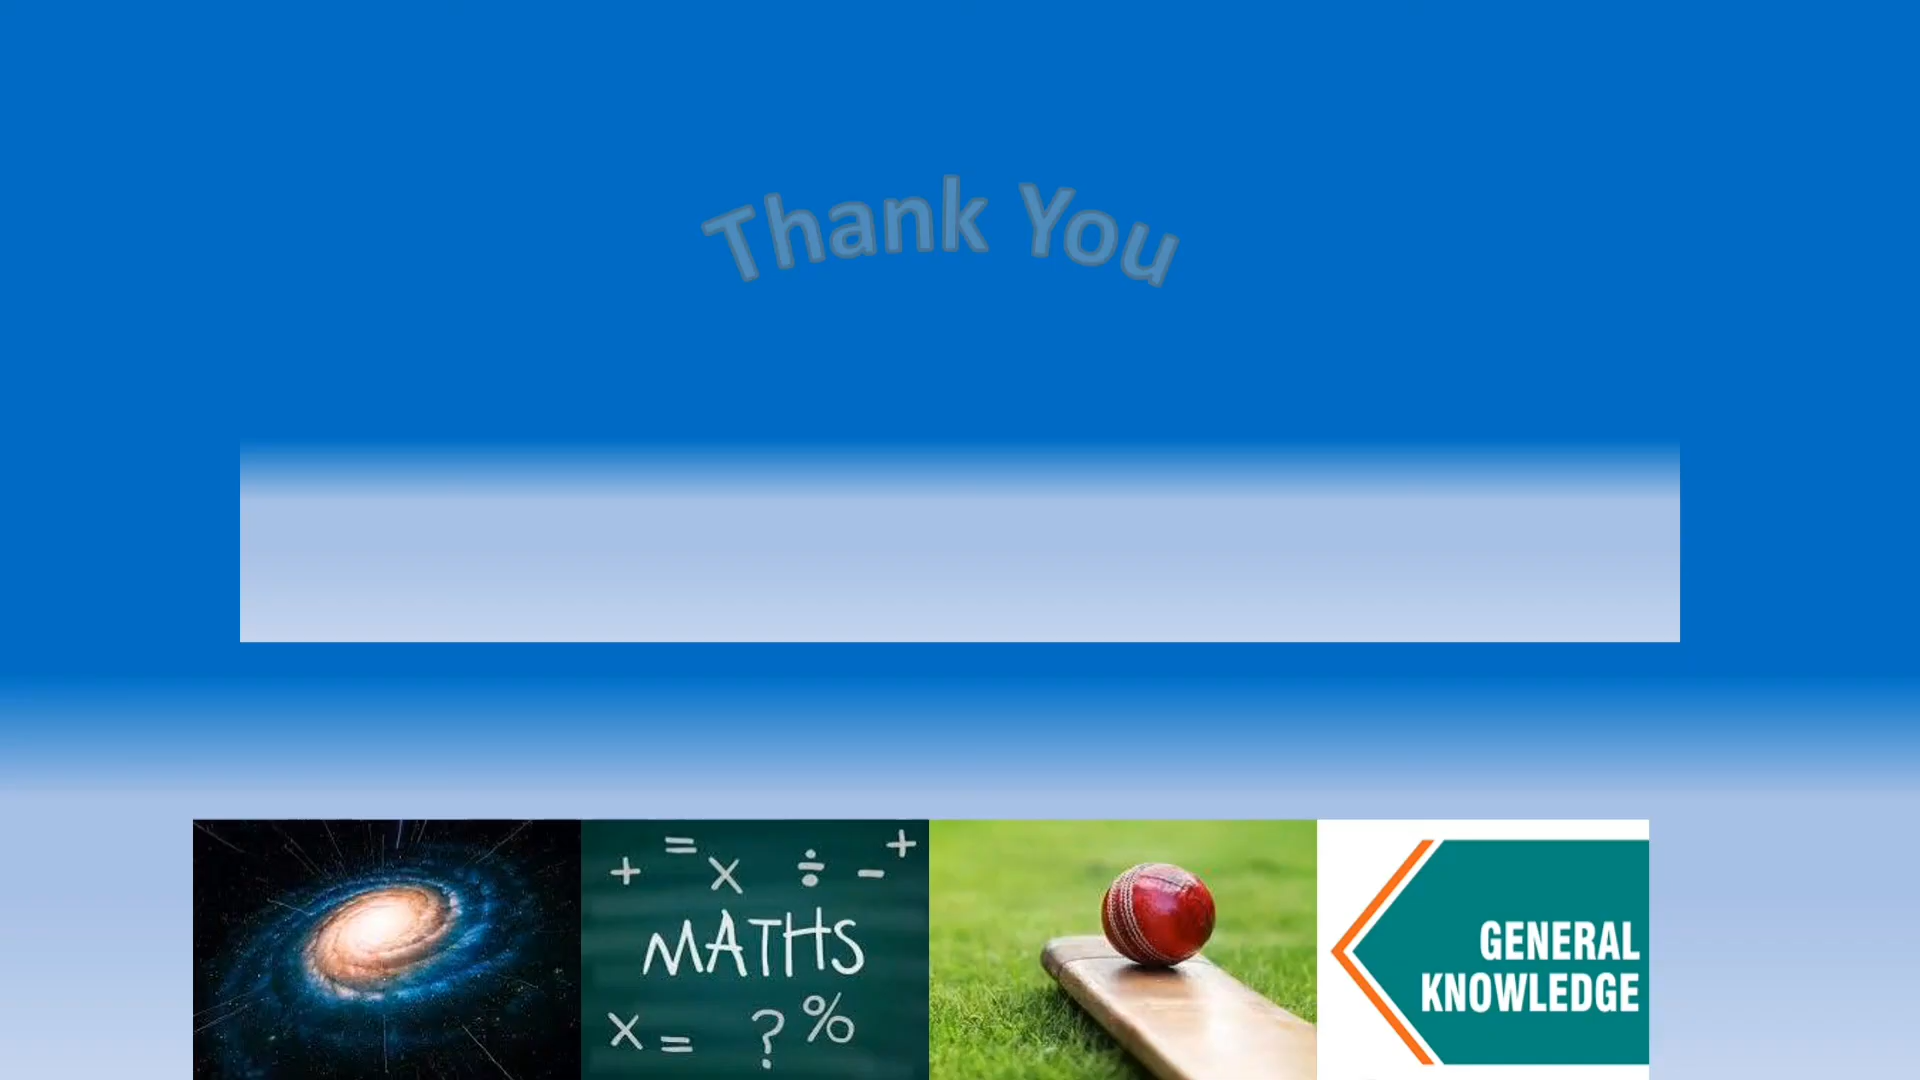 Thank You
+ = x ÷ - +
MATHS
x = ? %
GENERAL
KNOWLEDGE